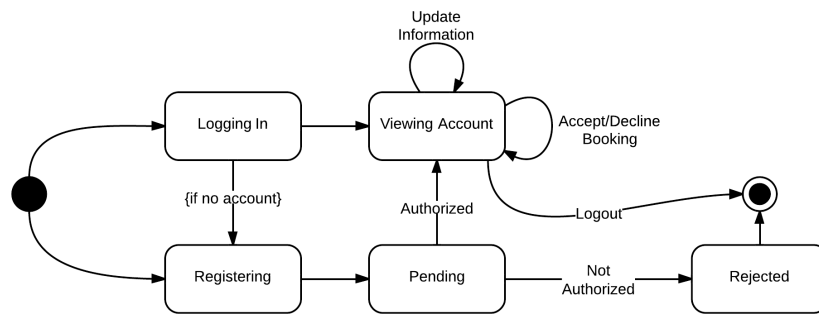 Update
Information
Logging In
Viewing Account
Accept/Decline
Booking
{if no account}
Authorized
Logout
Registering
Pending
Not
Authorized
Rejected